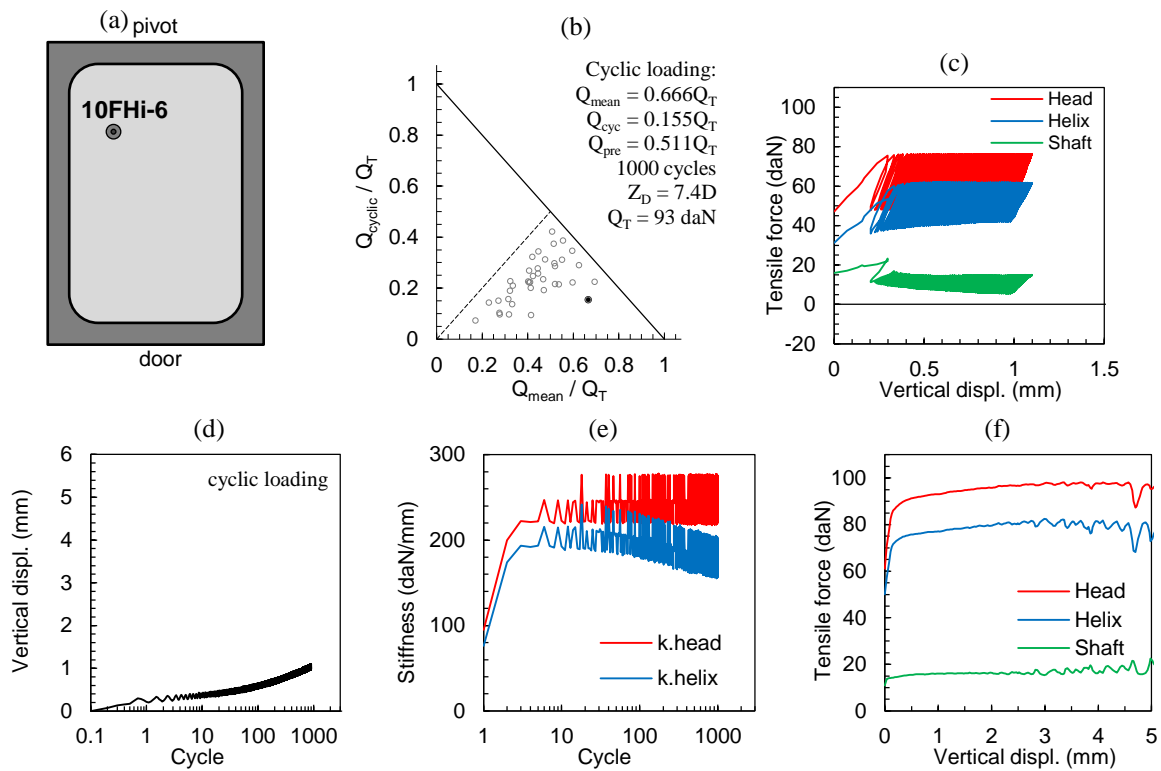 (a)
pivot
10FHi-6
door
(b)
Cyclic loading:
Q_mean = 0.666Q_T
Q_cyc = 0.155Q_T
Q_pre = 0.511Q_T
1000 cycles
Z_D = 7.4D
Q_T = 93 daN
Q_cyclic / Q_T
1
0.8
0.6
0.4
0.2
0
0 0.2 0.4 0.6 0.8 1
Q_mean / Q_T
(c)
Head
Helix
Shaft
Tensile force (daN)
100
80
60
40
20
0
-20
0 0.5 1 1.5
Vertical displ. (mm)
(d)
cyclic loading
Vertical displ. (mm)
6
5
4
3
2
1
0
0.1 1 10 100 1000
Cycle
(e)
Stiffness (daN/mm)
300
200
100
0
k.head
k.helix
1 10 100 1000
Cycle
(f)
Tensile force (daN)
100
80
60
40
20
0
Head
Helix
Shaft
0 1 2 3 4 5
Vertical displ. (mm)